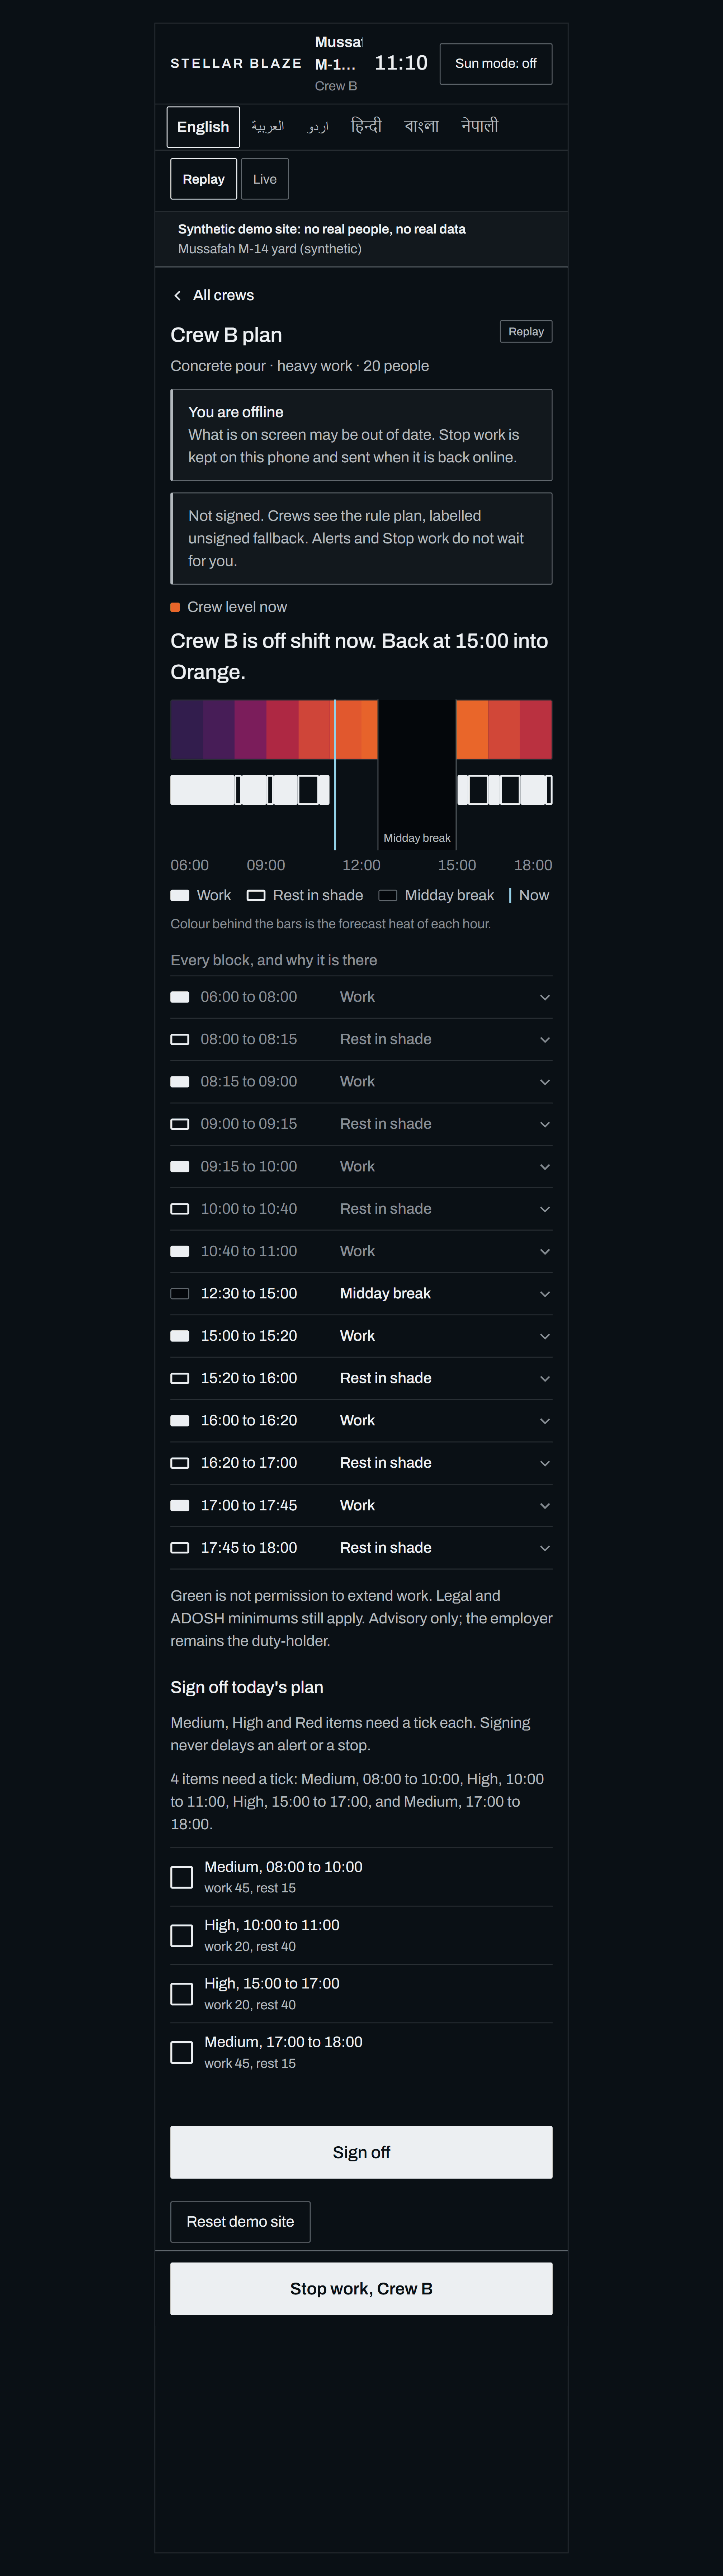 STELLAR BLAZE
M-1…
Crew B
11:10
Sun mode: off
English
العربية
اردو
हिन्दी
বাংলা
नेपाली
Replay
Live
Synthetic demo site: no real people, no real data
Mussafah M-14 yard (synthetic)
All crews
Crew B plan
Replay
Concrete pour · heavy work · 20 people
You are offline
What is on screen may be out of date. Stop work is
kept on this phone and sent when it is back online.
Not signed. Crews see the rule plan, labelled
unsigned fallback. Alerts and Stop work do not wait
for you.
Crew level now
Crew B is off shift now. Back at 15:00 into
Orange.
Midday break
06:00
09:00
12:00
15:00
18:00
Work
Rest in shade
Midday break
Now
Colour behind the bars is the forecast heat of each hour.
Every block, and why it is there
06:00 to 08:00 Work
08:00 to 08:15 Rest in shade
08:15 to 09:00 Work
09:00 to 09:15 Rest in shade
09:15 to 10:00 Work
10:00 to 10:40 Rest in shade
10:40 to 11:00 Work
12:30 to 15:00 Midday break
15:00 to 15:20 Work
15:20 to 16:00 Rest in shade
16:00 to 16:20 Work
16:20 to 17:00 Rest in shade
17:00 to 17:45 Work
17:45 to 18:00 Rest in shade
Green is not permission to extend work. Legal and
ADOSH minimums still apply. Advisory only; the employer
remains the duty-holder.
Sign off today's plan
Medium, High and Red items need a tick each. Signing
never delays an alert or a stop.
4 items need a tick: Medium, 08:00 to 10:00, High, 10:00
to 11:00, High, 15:00 to 17:00, and Medium, 17:00 to
18:00.
Medium, 08:00 to 10:00
work 45, rest 15
High, 10:00 to 11:00
work 20, rest 40
High, 15:00 to 17:00
work 20, rest 40
Medium, 17:00 to 18:00
work 45, rest 15
Sign off
Reset demo site
Stop work, Crew B